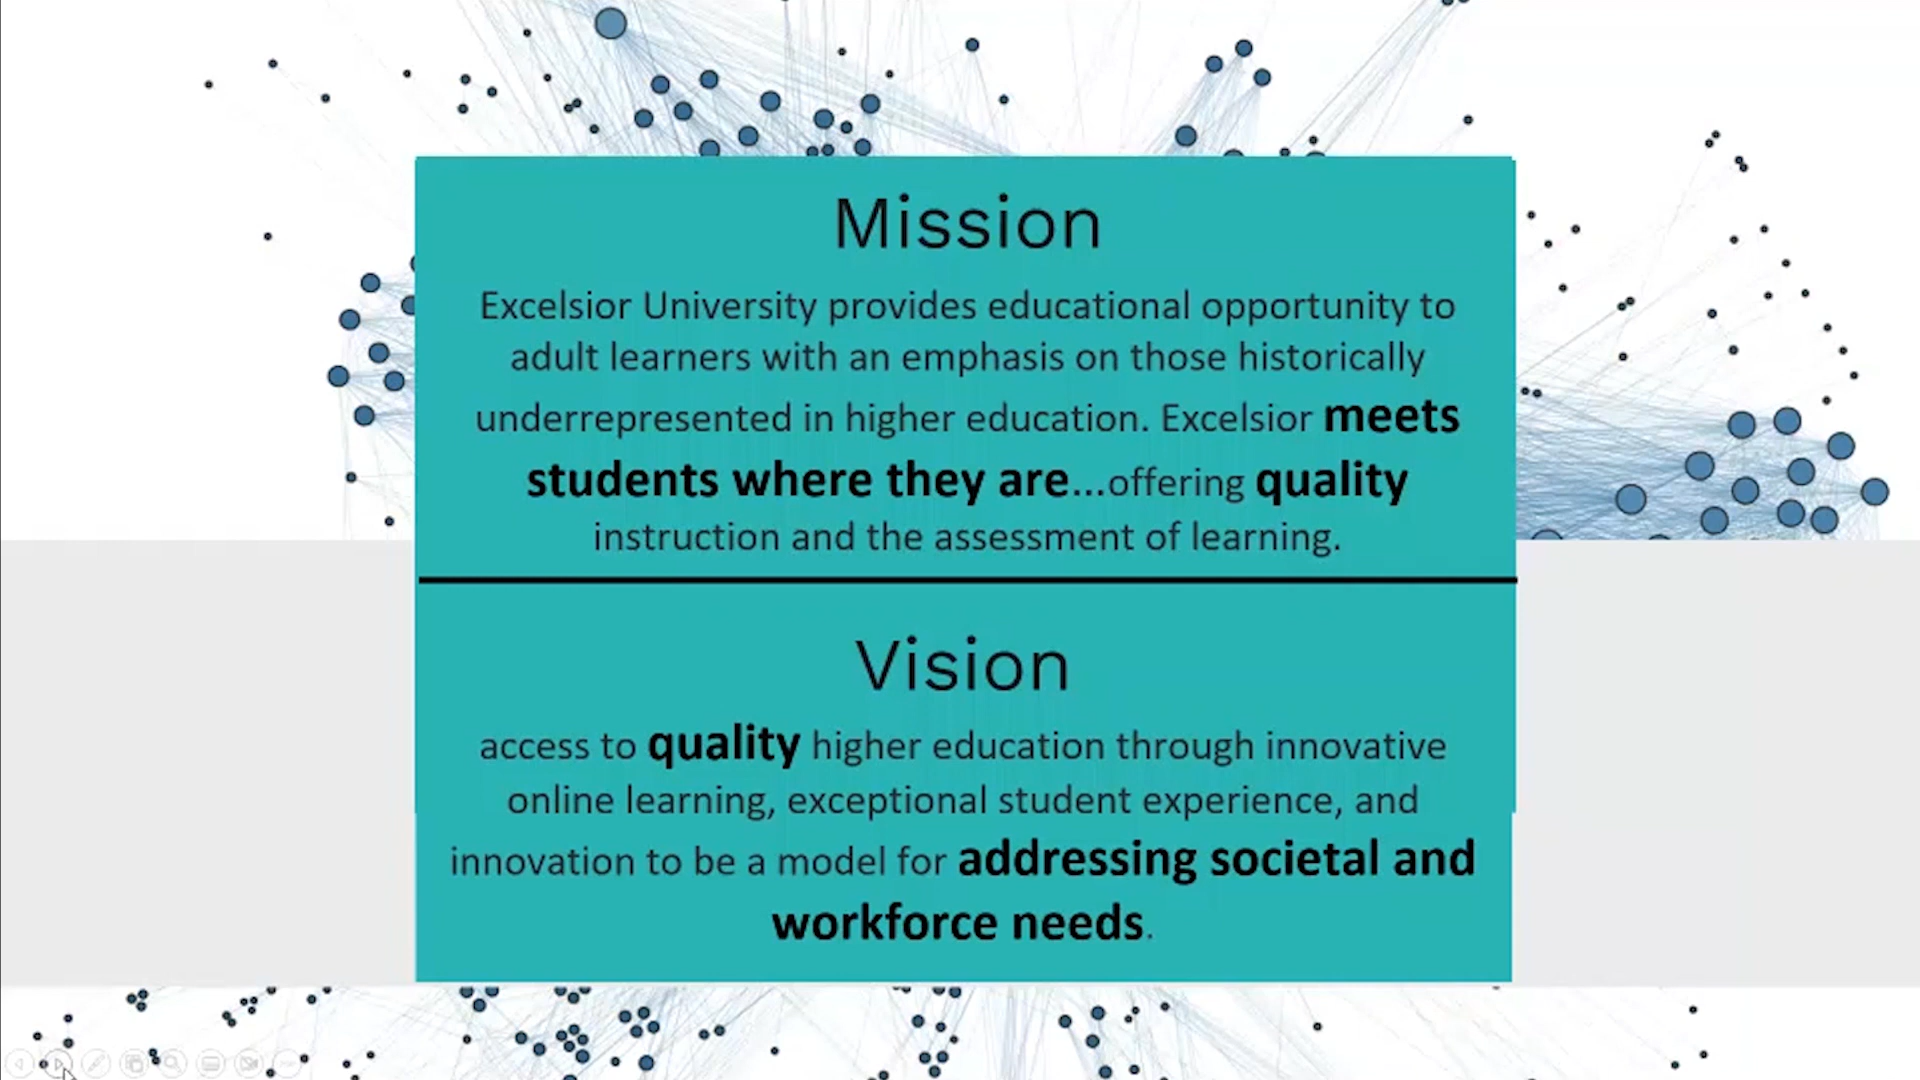 Mission
Excelsior University provides educational opportunity to
adult learners with an emphasis on those historically
underrepresented in higher education. Excelsior meets
students where they are...offering quality
instruction and the assessment of learning.
Vision
access to quality higher education through innovative
online learning, exceptional student experience, and
innovation to be a model for addressing societal and
workforce needs.